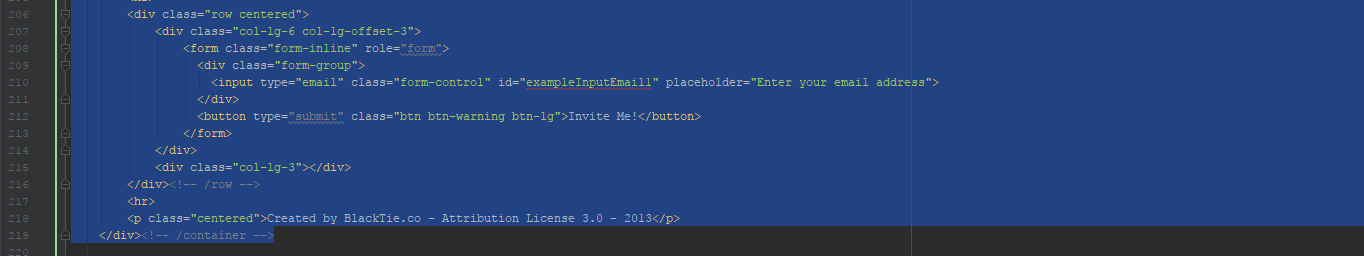 206 <div class="row centered">
207 <div class="col-lg-6 col-lg-offset-3">
208 <form class="form-inline" role="form">
209 <div class="form-group">
210 <input type="email" class="form-control" id="exampleInputEmail1" placeholder="Enter your email address">
211 </div>
212 <button type="submit" class="btn btn-warning btn-lg">Invite Me!</button>
213 </form>
214 </div>
215 <div class="col-lg-3"></div>
216 </div><!-- /row -->
217 <hr>
218 <p class="centered">Created by BlackTie.co - Attribution License 3.0 - 2013</p>
219 </div><!-- /container -->
220